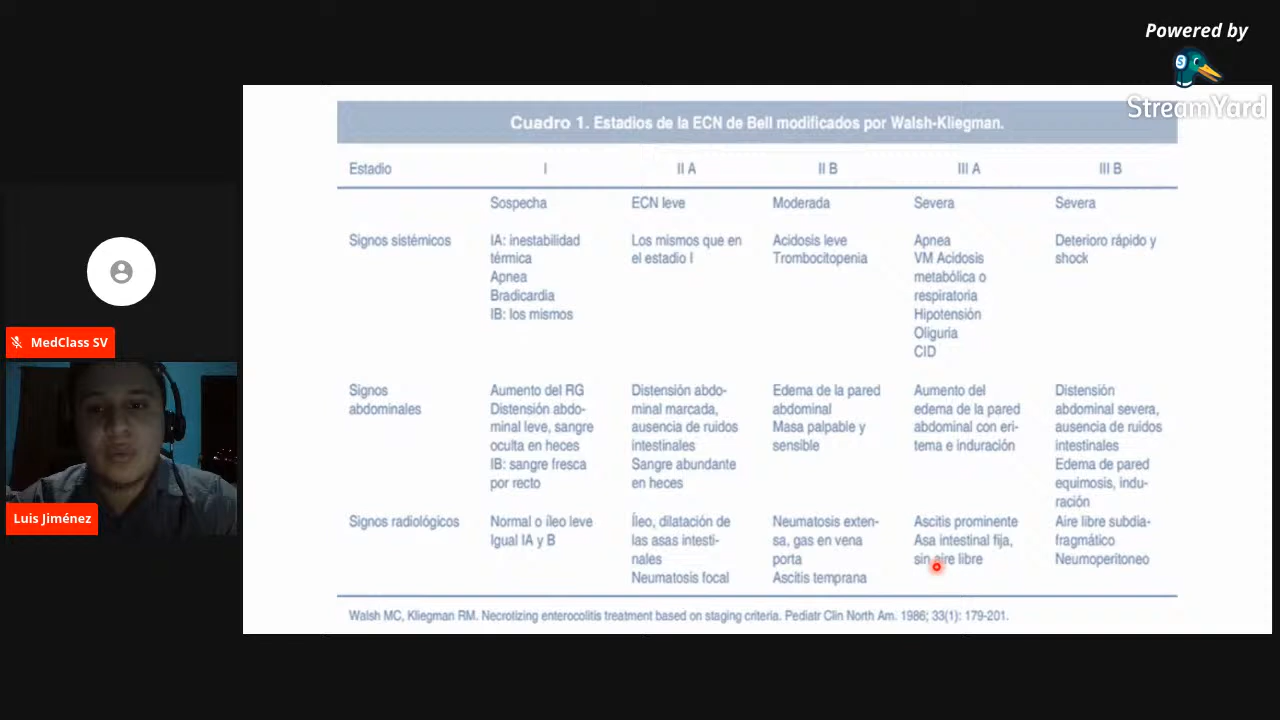 Powered by
StreamYard
Cuadro 1. Estadios de la ECN de Bell modificados por Walsh-Kliegman.
Estadio I II A II B III A III B
Sospecha ECN leve Moderada Severa Severa
Signos sistémicos IA: inestabilidad Los mismos que en Acidosis leve Apnea Deterioro rápido y
térmica el estadio I Trombocitopenia VM Acidosis shock
Apnea metabólica o
Bradicardia respiratoria
IB: los mismos Hipotensión
Oliguria
CID
Signos Aumento del RG Distensión abdo- Edema de la pared Aumento del Distensión
abdominales Distensión abdo- minal marcada, abdominal edema de la pared abdominal severa,
minal leve, sangre ausencia de ruidos Masa palpable y abdominal con eri- ausencia de ruidos
oculta en heces intestinales sensible tema e induración intestinales
IB: sangre fresca Sangre abundante Edema de pared
por recto en heces equimosis, indu-
ración
Signos radiológicos Normal o íleo leve Íleo, dilatación de Neumatosis exten- Ascitis prominente Aire libre subdia-
Igual IA y B las asas intesti- sa, gas en vena Asa intestinal fija, fragmático
nales porta sin aire libre Neumoperitoneo
Neumatosis focal Ascitis temprana
Walsh MC, Kliegman RM. Necrotizing enterocolitis treatment based on staging criteria. Pediatr Clin North Am. 1986; 33(1): 179-201.
MedClass SV
Luis Jiménez